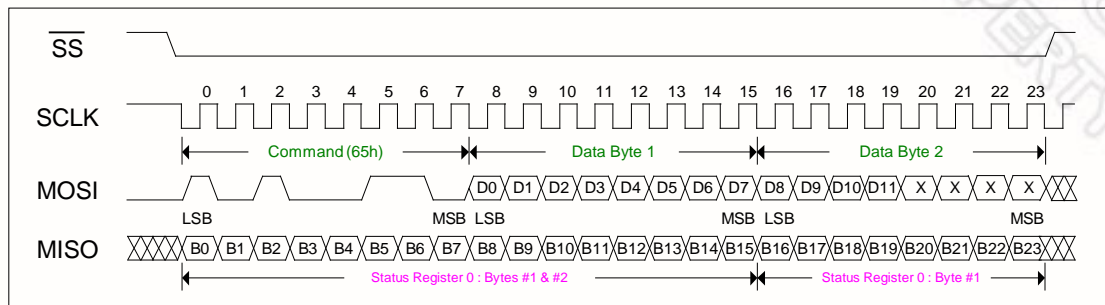 SS
0 1 2 3 4 5 6 7 8 9 10 11 12 13 14 15 16 17 18 19 20 21 22 23
SCLK
Command (65h) Data Byte 1 Data Byte 2
MOSI D0 D1 D2 D3 D4 D5 D6 D7 D8 D9 D10 D11 X X X X
LSB MSB LSB MSB LSB MSB
MISO B0 B1 B2 B3 B4 B5 B6 B7 B8 B9 B10 B11 B12 B13 B14 B15 B16 B17 B18 B19 B20 B21 B22 B23
Status Register 0 : Bytes #1 & #2 Status Register 0 : Byte #1